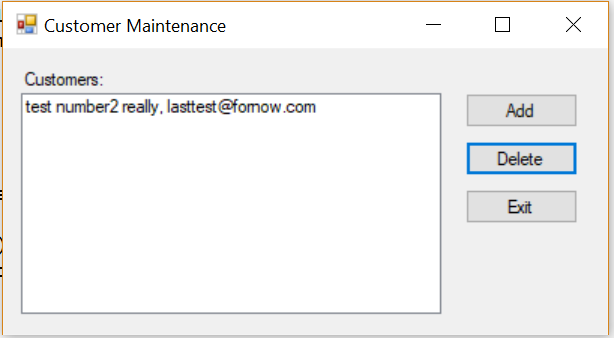 Customer Maintenance
Customers:
test number2 really, lasttest@fornow.com
Add
Delete
Exit